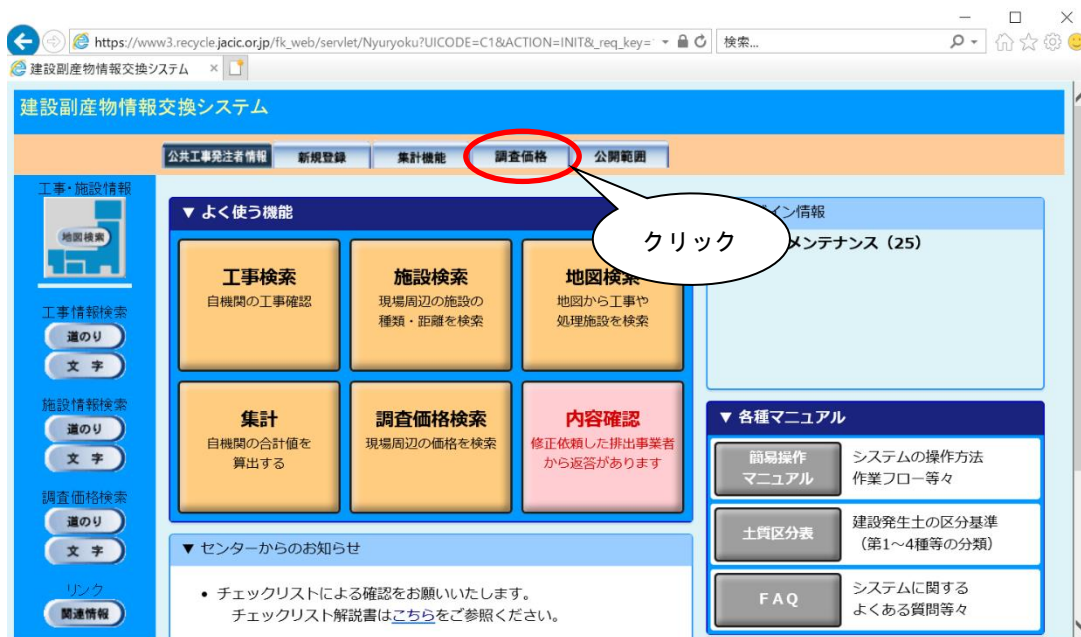 https://www3.recycle.jacic.or.jp/fk_web/servlet/Nyuryoku?UICODE=C1&ACTION=INIT&_req_key=
検索...
建設副産物情報交換システム
建設副産物情報交換システム
公共工事発注者情報 新規登録 集計機能 調査価格 公開範囲
クリック
工事・施設情報
地図検索
工事情報検索
道のり
文 字
施設情報検索
道のり
文 字
調査価格検索
道のり
文 字
リンク
関連情報
▼ よく使う機能
工事検索
自機関の工事確認
施設検索
現場周辺の施設の
種類・距離を検索
地図検索
地図から工事や
処理施設を検索
集計
自機関の合計値を
算出する
調査価格検索
現場周辺の価格を検索
内容確認
修正依頼した排出事業者
から返答があります
▼ センターからのお知らせ
• チェックリストによる確認をお願いいたします。
チェックリスト解説書はこちらをご参照ください。
イン情報
メンテナンス（25）
▼ 各種マニュアル
簡易操作
マニュアル
システムの操作方法
作業フロー等々
土質区分表
建設発生土の区分基準
（第1～4種等の分類）
FAQ
システムに関する
よくある質問等々